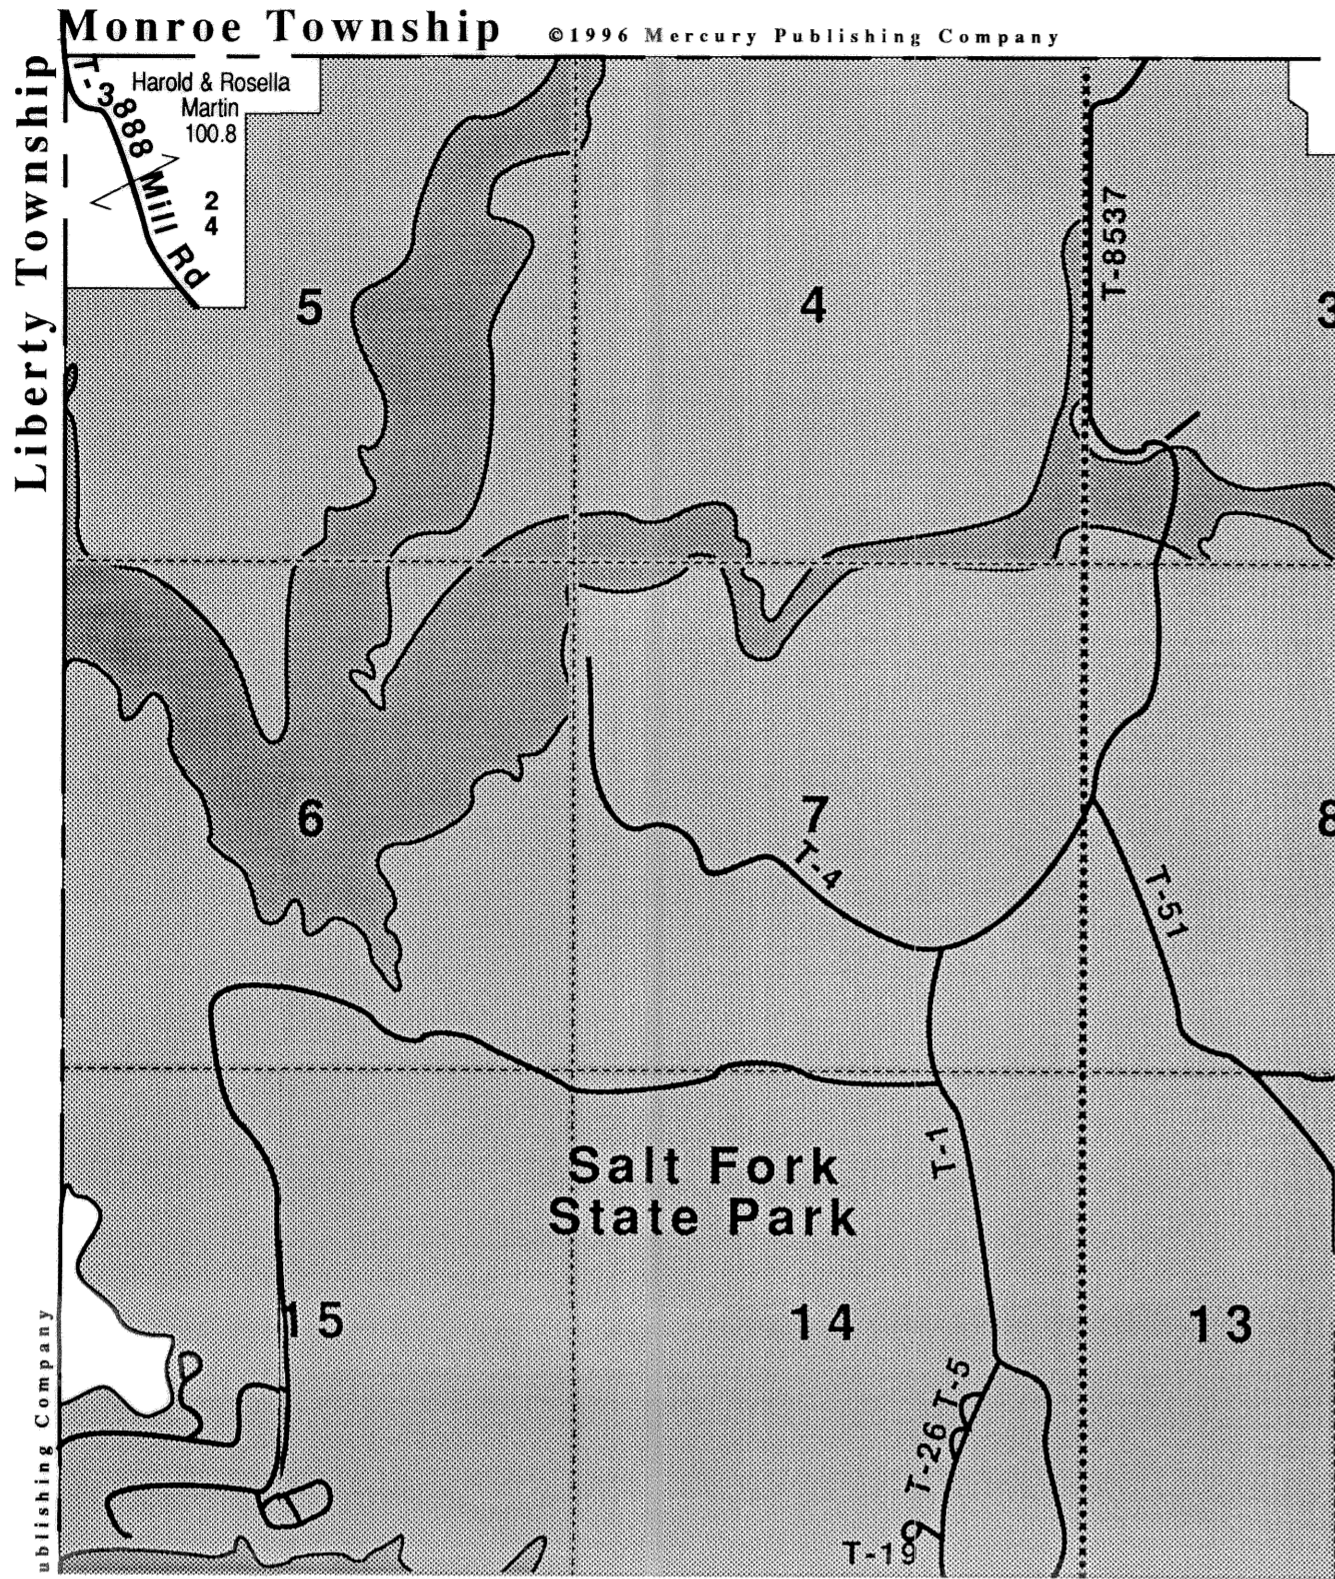 Monroe Township ©1996 Mercury Publishing Company
Liberty Township
T-3888 Mill Rd
Harold & Rosella
Martin
100.8
2
4
5
4
3
T-8537
6
7
8
T-4
T-51
Salt Fork
State Park
T-1
15
14
13
T-5
T-26
T-19
ublishing Company